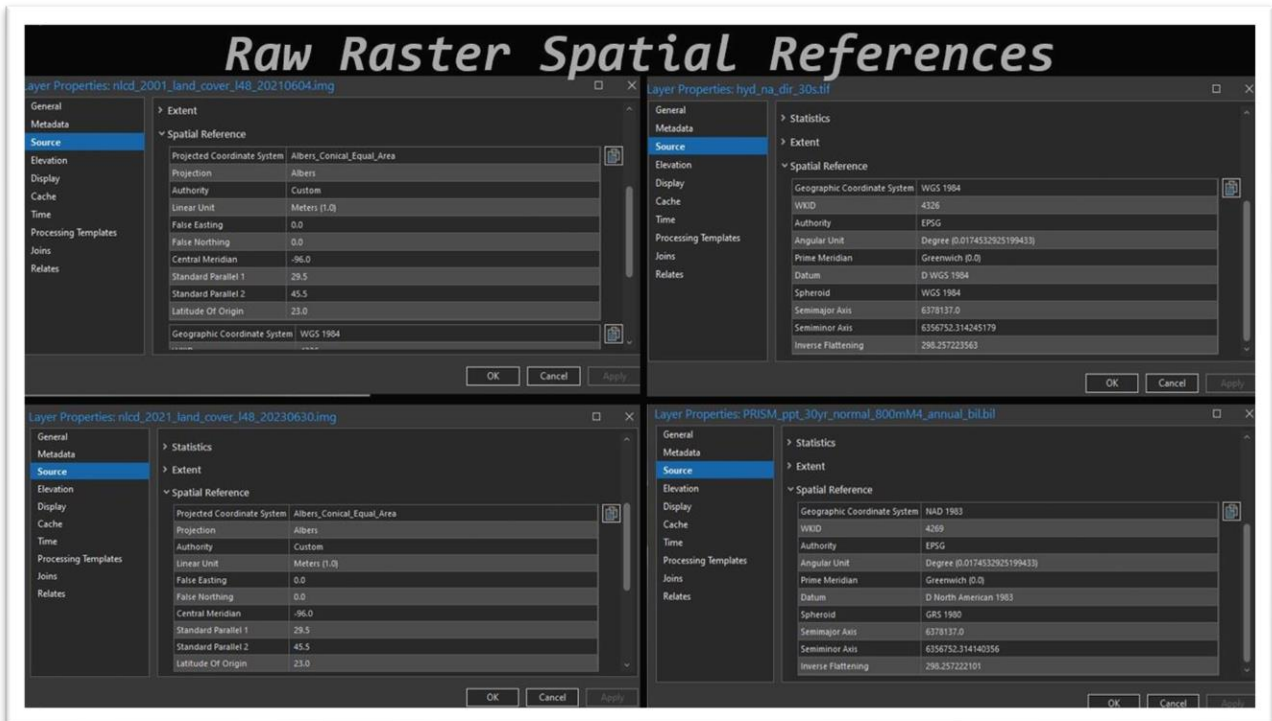 Raw Raster Spatial References
Layer Properties: nlcd_2001_land_cover_l48_20210604.img
General
Metadata
Source
Elevation
Display
Cache
Time
Processing Templates
Joins
Relates
Extent
Spatial Reference
Projected Coordinate System Albers_Conical_Equal_Area
Projection Albers
Authority Custom
Linear Unit Meters (1.0)
False Easting 0.0
False Northing 0.0
Central Meridian -96.0
Standard Parallel 1 29.5
Standard Parallel 2 45.5
Latitude Of Origin 23.0
Geographic Coordinate System WGS 1984
OK Cancel Apply
Layer Properties: hyd_na_dir_30s.tif
General
Metadata
Source
Elevation
Display
Cache
Time
Processing Templates
Joins
Relates
Statistics
Extent
Spatial Reference
Geographic Coordinate System WGS 1984
WKID 4326
Authority EPSG
Angular Unit Degree (0.0174532925199433)
Prime Meridian Greenwich (0.0)
Datum D WGS 1984
Spheroid WGS 1984
Semimajor Axis 6378137.0
Semiminor Axis 6356752.314245179
Inverse Flattening 298.257223563
OK Cancel Apply
Layer Properties: nlcd_2021_land_cover_l48_20230630.img
General
Metadata
Source
Elevation
Display
Cache
Time
Processing Templates
Joins
Relates
Statistics
Extent
Spatial Reference
Projected Coordinate System Albers_Conical_Equal_Area
Projection Albers
Authority Custom
Linear Unit Meters (1.0)
False Easting 0.0
False Northing 0.0
Central Meridian -96.0
Standard Parallel 1 29.5
Standard Parallel 2 45.5
Latitude Of Origin 23.0
OK Cancel Apply
Layer Properties: PRISM_ppt_30yr_normal_800mM4_annual_bil.bil
General
Metadata
Source
Elevation
Display
Cache
Time
Processing Templates
Joins
Relates
Statistics
Extent
Spatial Reference
Geographic Coordinate System NAD 1983
WKID 4269
Authority EPSG
Angular Unit Degree (0.0174532925199433)
Prime Meridian Greenwich (0.0)
Datum D North American 1983
Spheroid GRS 1980
Semimajor Axis 6378137.0
Semiminor Axis 6356752.314140356
Inverse Flattening 298.257222101
OK Cancel Apply